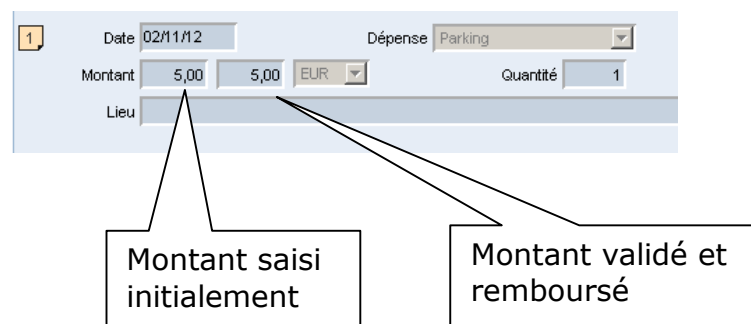 1 Date 02/11/12 Dépense Parking
Montant 5,00 5,00 EUR Quantité 1
Lieu
Montant saisi
initialement
Montant validé et
remboursé